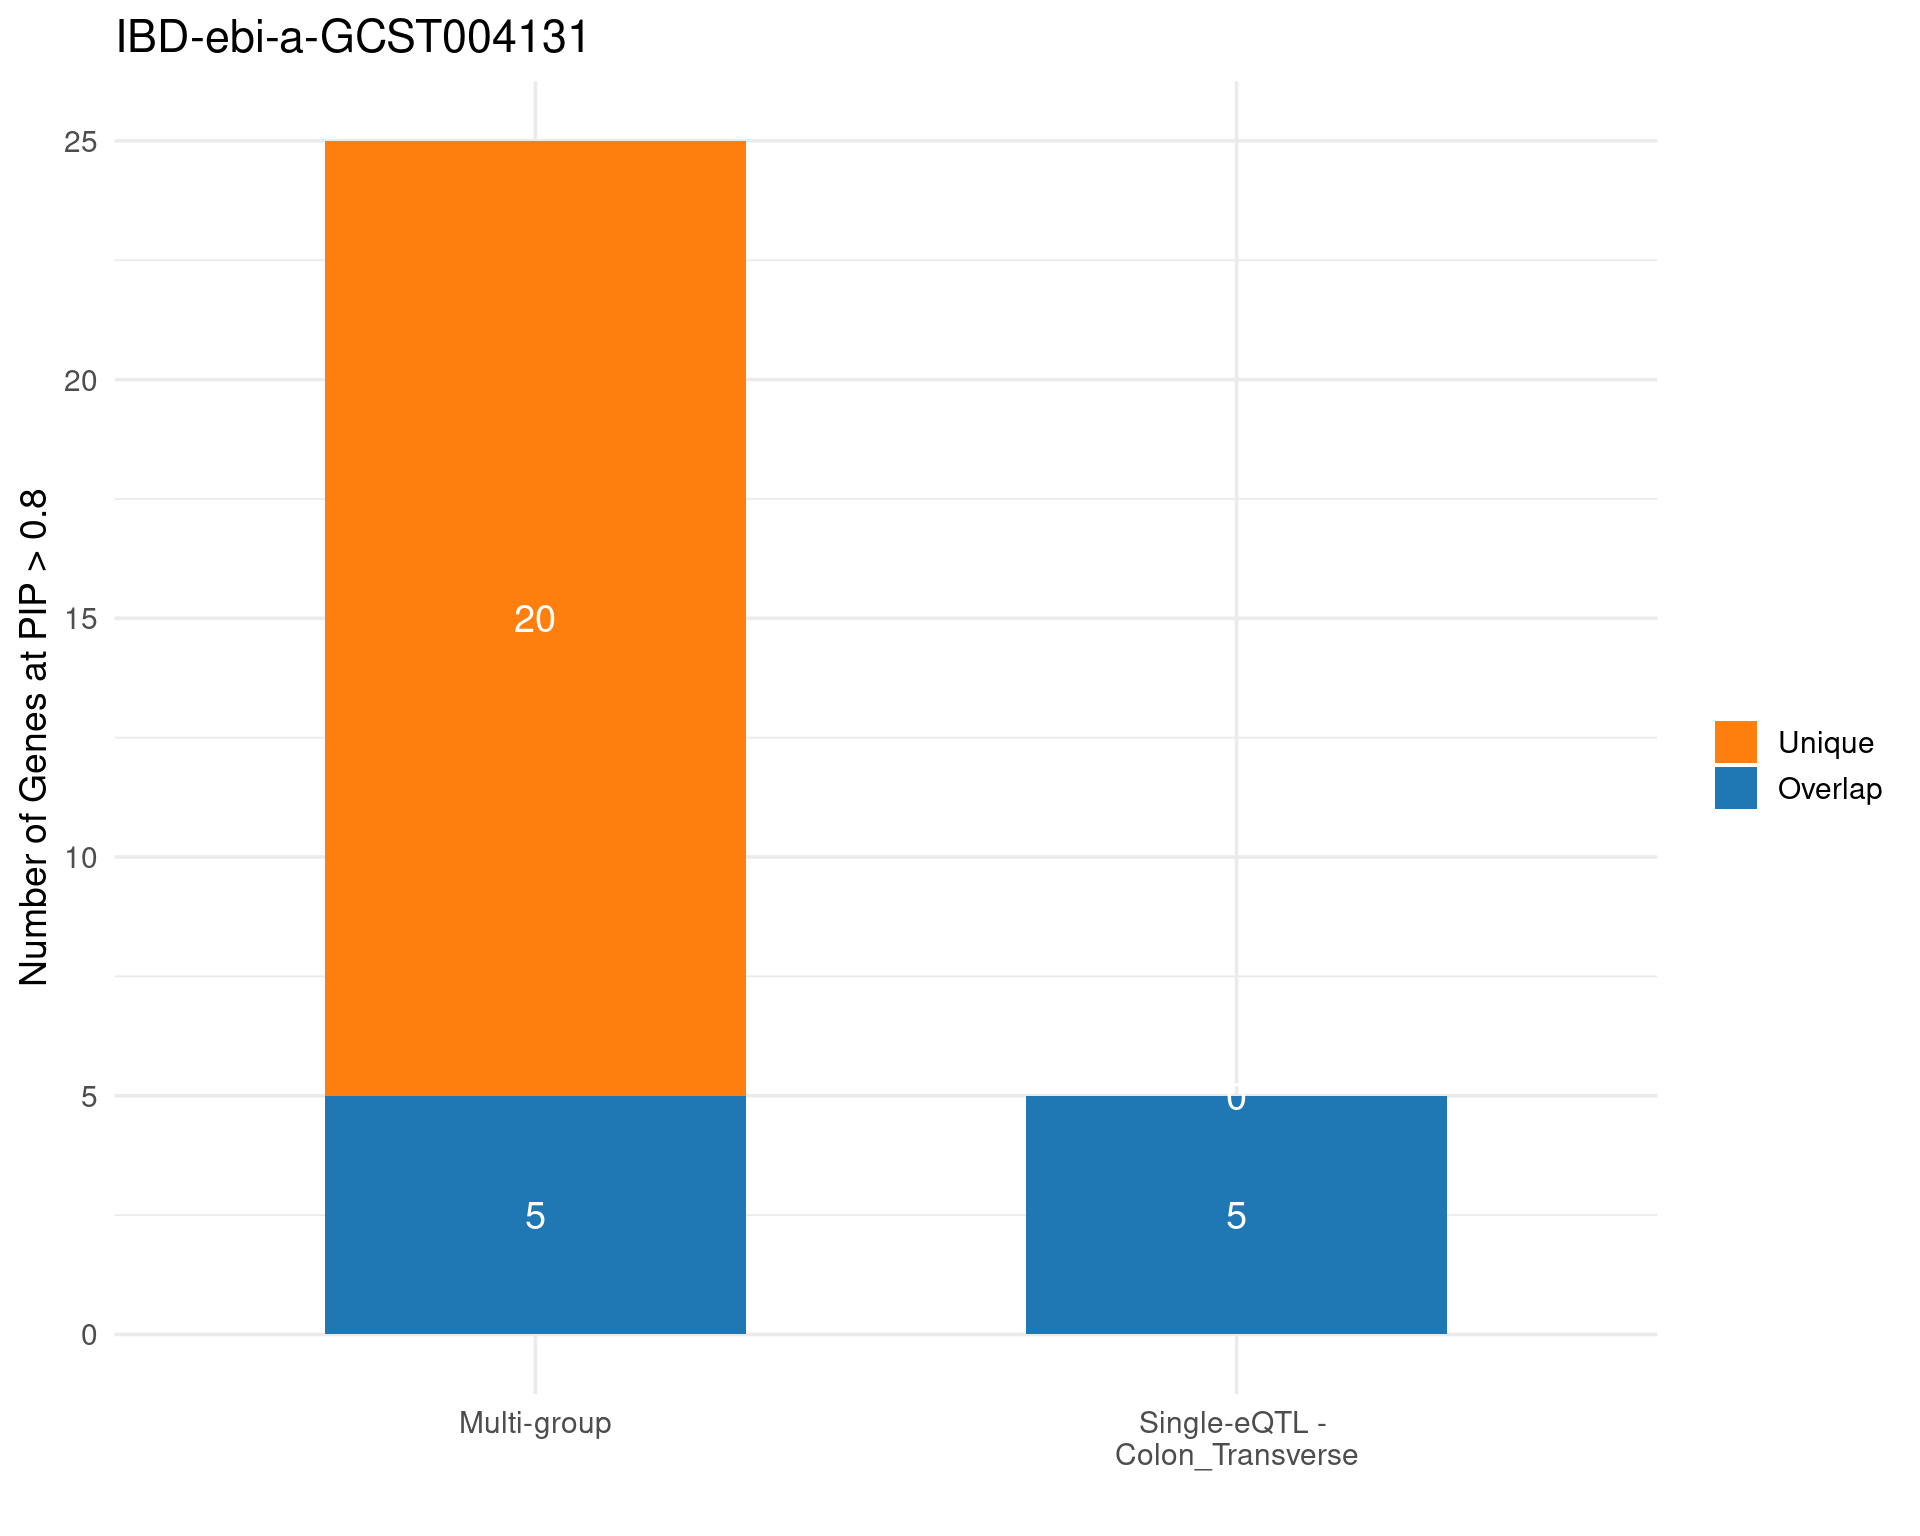 IBD-ebi-a-GCST004131
Number of Genes at PIP > 0.8
25
20
15
10
5
0
20
5
0
5
Multi-group
Single-eQTL -
Colon_Transverse
Unique
Overlap